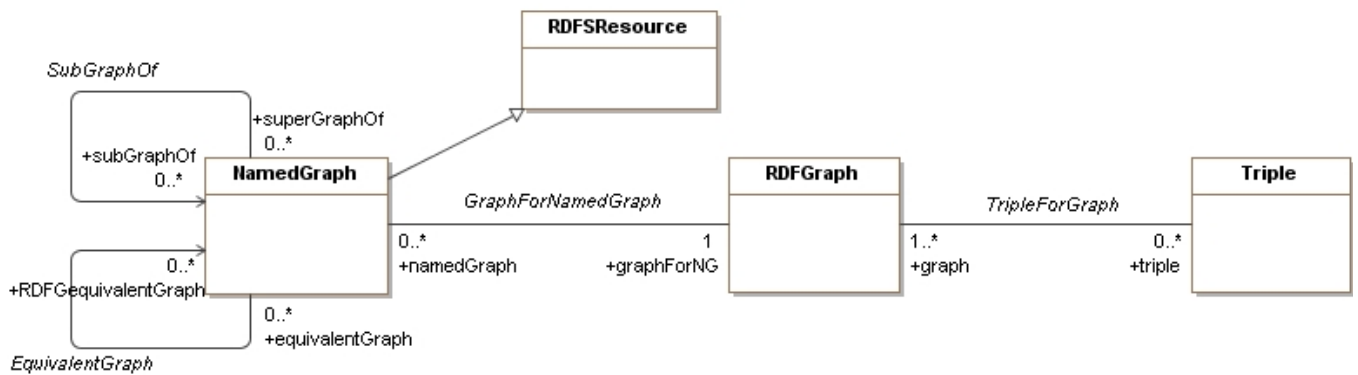 RDFSResource
SubGraphOf
+superGraphOf
0..*
+subGraphOf
0..*
NamedGraph
RDFGraph
Triple
GraphForNamedGraph
TripleForGraph
0..*
1
1..*
0..*
+namedGraph
+graphForNG
+graph
+triple
0..*
+RDFGequivalentGraph
0..*
+equivalentGraph
EquivalentGraph